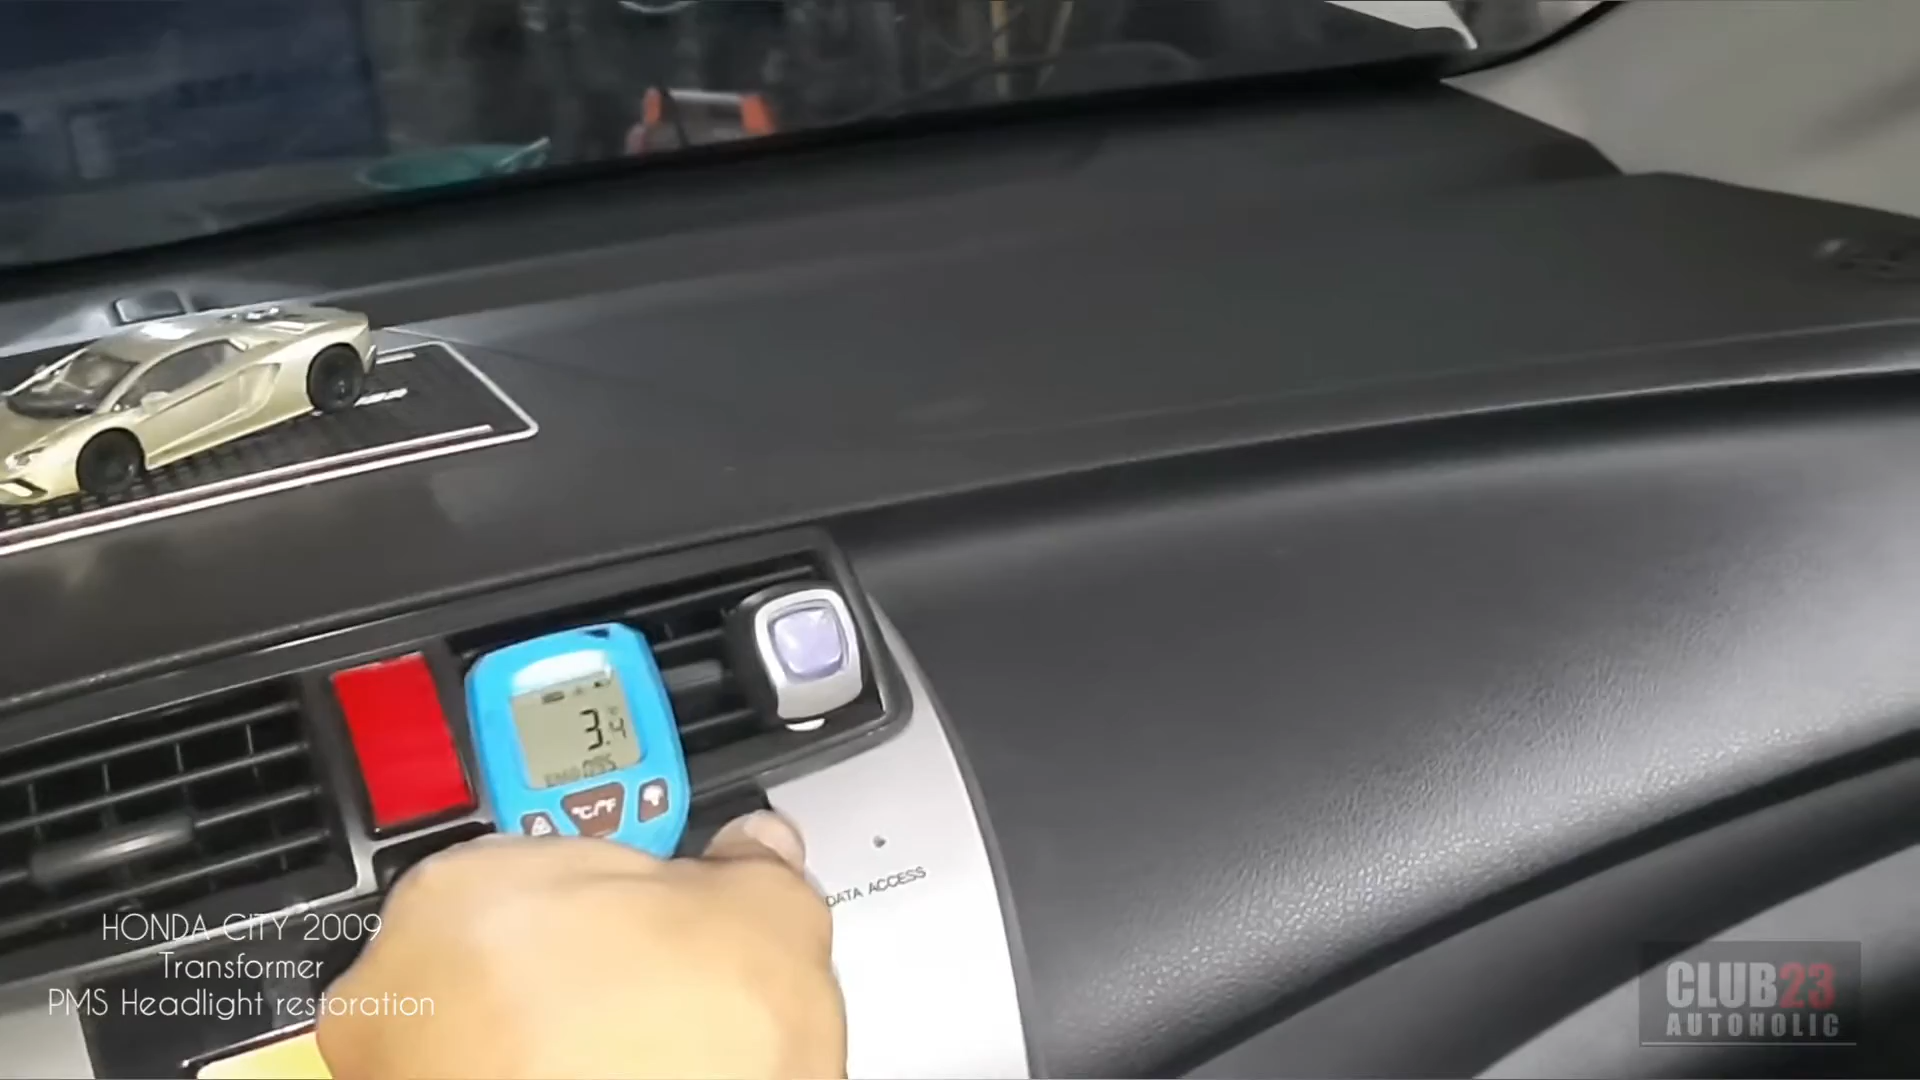 3.4
°C/°F
DATA ACCESS
HONDA CITY 2009
Transformer
PMS Headlight restoration
CLUB23
AUTOHOLIC